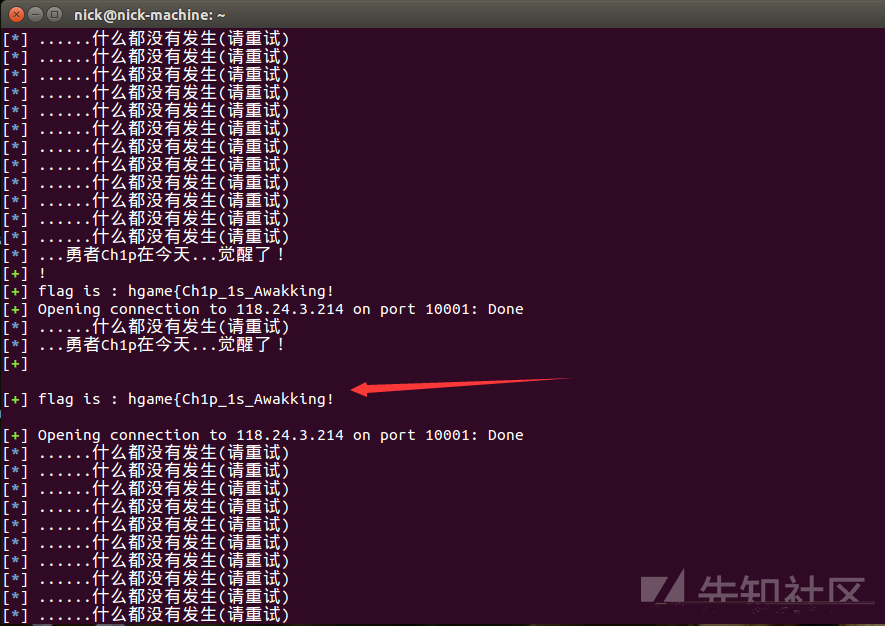 nick@nick-machine: ~
[*] ......什么都没有发生(请重试)
[*] ......什么都没有发生(请重试)
[*] ......什么都没有发生(请重试)
[*] ......什么都没有发生(请重试)
[*] ......什么都没有发生(请重试)
[*] ......什么都没有发生(请重试)
[*] ......什么都没有发生(请重试)
[*] ......什么都没有发生(请重试)
[*] ......什么都没有发生(请重试)
[*] ......什么都没有发生(请重试)
[*] ......什么都没有发生(请重试)
[*] ......什么都没有发生(请重试)
[*] ...勇者Ch1p在今天...觉醒了！
[+] !
[+] flag is : hgame{Ch1p_1s_Awakking!
[+] Opening connection to 118.24.3.214 on port 10001: Done
[*] ......什么都没有发生(请重试)
[*] ...勇者Ch1p在今天...觉醒了！
[+]
[+] flag is : hgame{Ch1p_1s_Awakking!
[+] Opening connection to 118.24.3.214 on port 10001: Done
[*] ......什么都没有发生(请重试)
[*] ......什么都没有发生(请重试)
[*] ......什么都没有发生(请重试)
[*] ......什么都没有发生(请重试)
[*] ......什么都没有发生(请重试)
[*] ......什么都没有发生(请重试)
[*] ......什么都没有发生(请重试)
[*] ......什么都没有发生(请重试)
[*] ......什么都没有发生(请重试)
[*] ......什么都没有发生(请重试)
先知社区